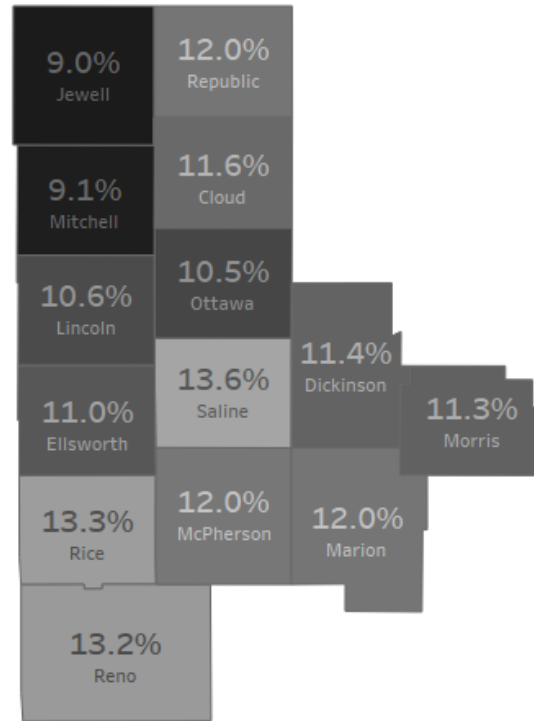 9.0%
Jewell
12.0%
Republic
9.1%
Mitchell
11.6%
Cloud
10.6%
Lincoln
10.5%
Ottawa
11.4%
Dickinson
11.0%
Ellsworth
13.6%
Saline
11.3%
Morris
13.3%
Rice
12.0%
McPherson
12.0%
Marion
13.2%
Reno